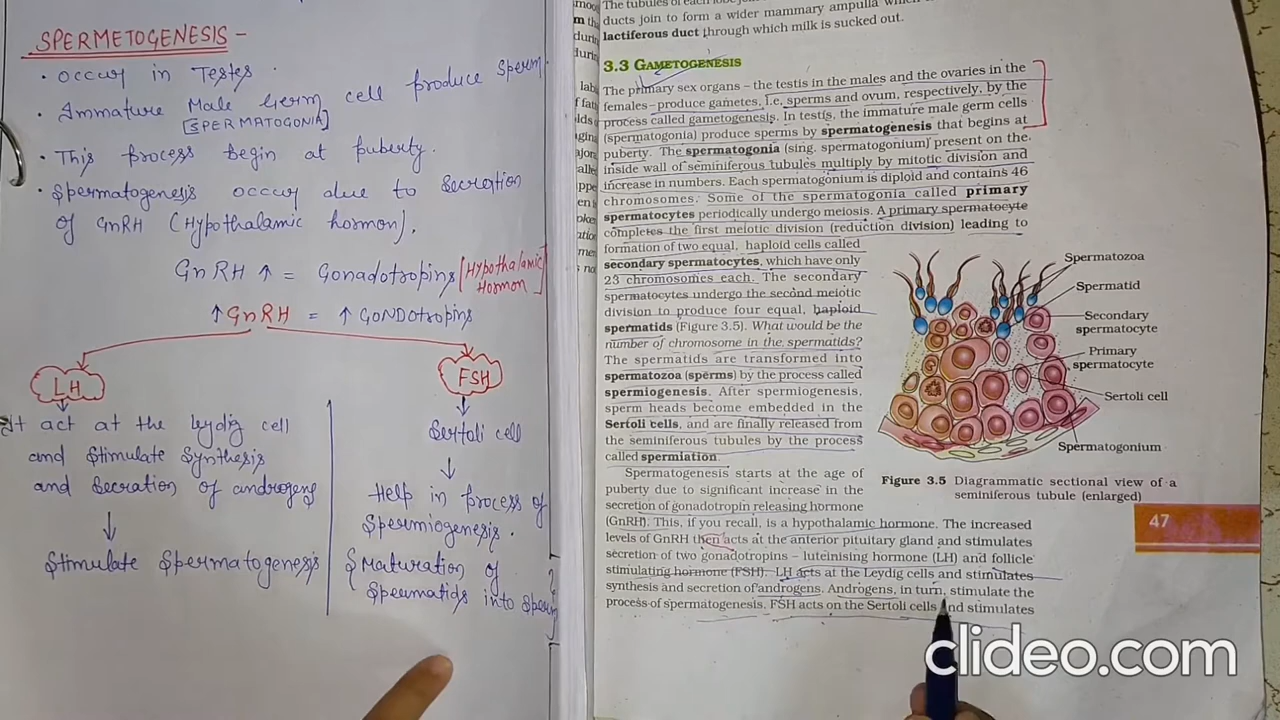 SPERMETOGENESIS -
• Occur in Testes.
• Immature Male Germ cell produce sperm.
[SPERMATOGONIA]
• This process begin at puberty.
• Spermatogenesis occur due to secration
of GnRH (Hypothalamic hormon).
GnRH ↑ = Gonadotropins [Hypothalamic
Hormon]
↑ GnRH = ↑ GONDOtropins
LH
FSH
It act at the leydig cell
and stimulate synthesis
and secration of androgens
↓
Stimulate spermatogenesis
Sertoli cell
↓
Help in process of
Spermiogenesis.
{Maturation of
Spermatids into sperm}
The tubules of each lobe
ducts join to form a wider mammary ampulla which
lactiferous duct through which milk is sucked out.
3.3 GAMETOGENESIS
The primary sex organs – the testis in the males and the ovaries in the
females – produce gametes, i.e, sperms and ovum, respectively, by the
process called gametogenesis. In testis, the immature male germ cells
(spermatogonia) produce sperms by spermatogenesis that begins at
puberty. The spermatogonia (sing. spermatogonium) present on the
inside wall of seminiferous tubules multiply by mitotic division and
increase in numbers. Each spermatogonium is diploid and contains 46
chromosomes. Some of the spermatogonia called primary
spermatocytes periodically undergo meiosis. A primary spermatocyte
completes the first meiotic division (reduction division) leading to
formation of two equal, haploid cells called
secondary spermatocytes, which have only
23 chromosomes each. The secondary
spermatocytes undergo the second meiotic
division to produce four equal, haploid
spermatids (Figure 3.5). What would be the
number of chromosome in the spermatids?
The spermatids are transformed into
spermatozoa (sperms) by the process called
spermiogenesis. After spermiogenesis,
sperm heads become embedded in the
Sertoli cells, and are finally released from
the seminiferous tubules by the process
called spermiation.
Spermatogenesis starts at the age of
puberty due to significant increase in the
secretion of gonadotropin releasing hormone
(GnRH). This, if you recall, is a hypothalamic hormone. The increased
levels of GnRH then acts at the anterior pituitary gland and stimulates
secretion of two gonadotropins – luteinising hormone (LH) and follicle
stimulating hormone (FSH). LH acts at the Leydig cells and stimulates
synthesis and secretion of androgens. Androgens, in turn, stimulate the
process of spermatogenesis. FSH acts on the Sertoli cells and stimulates
Spermatozoa
Spermatid
Secondary
spermatocyte
Primary
spermatocyte
Sertoli cell
Spermatogonium
Figure 3.5 Diagrammatic sectional view of a
seminiferous tubule (enlarged)
47
clideo.com